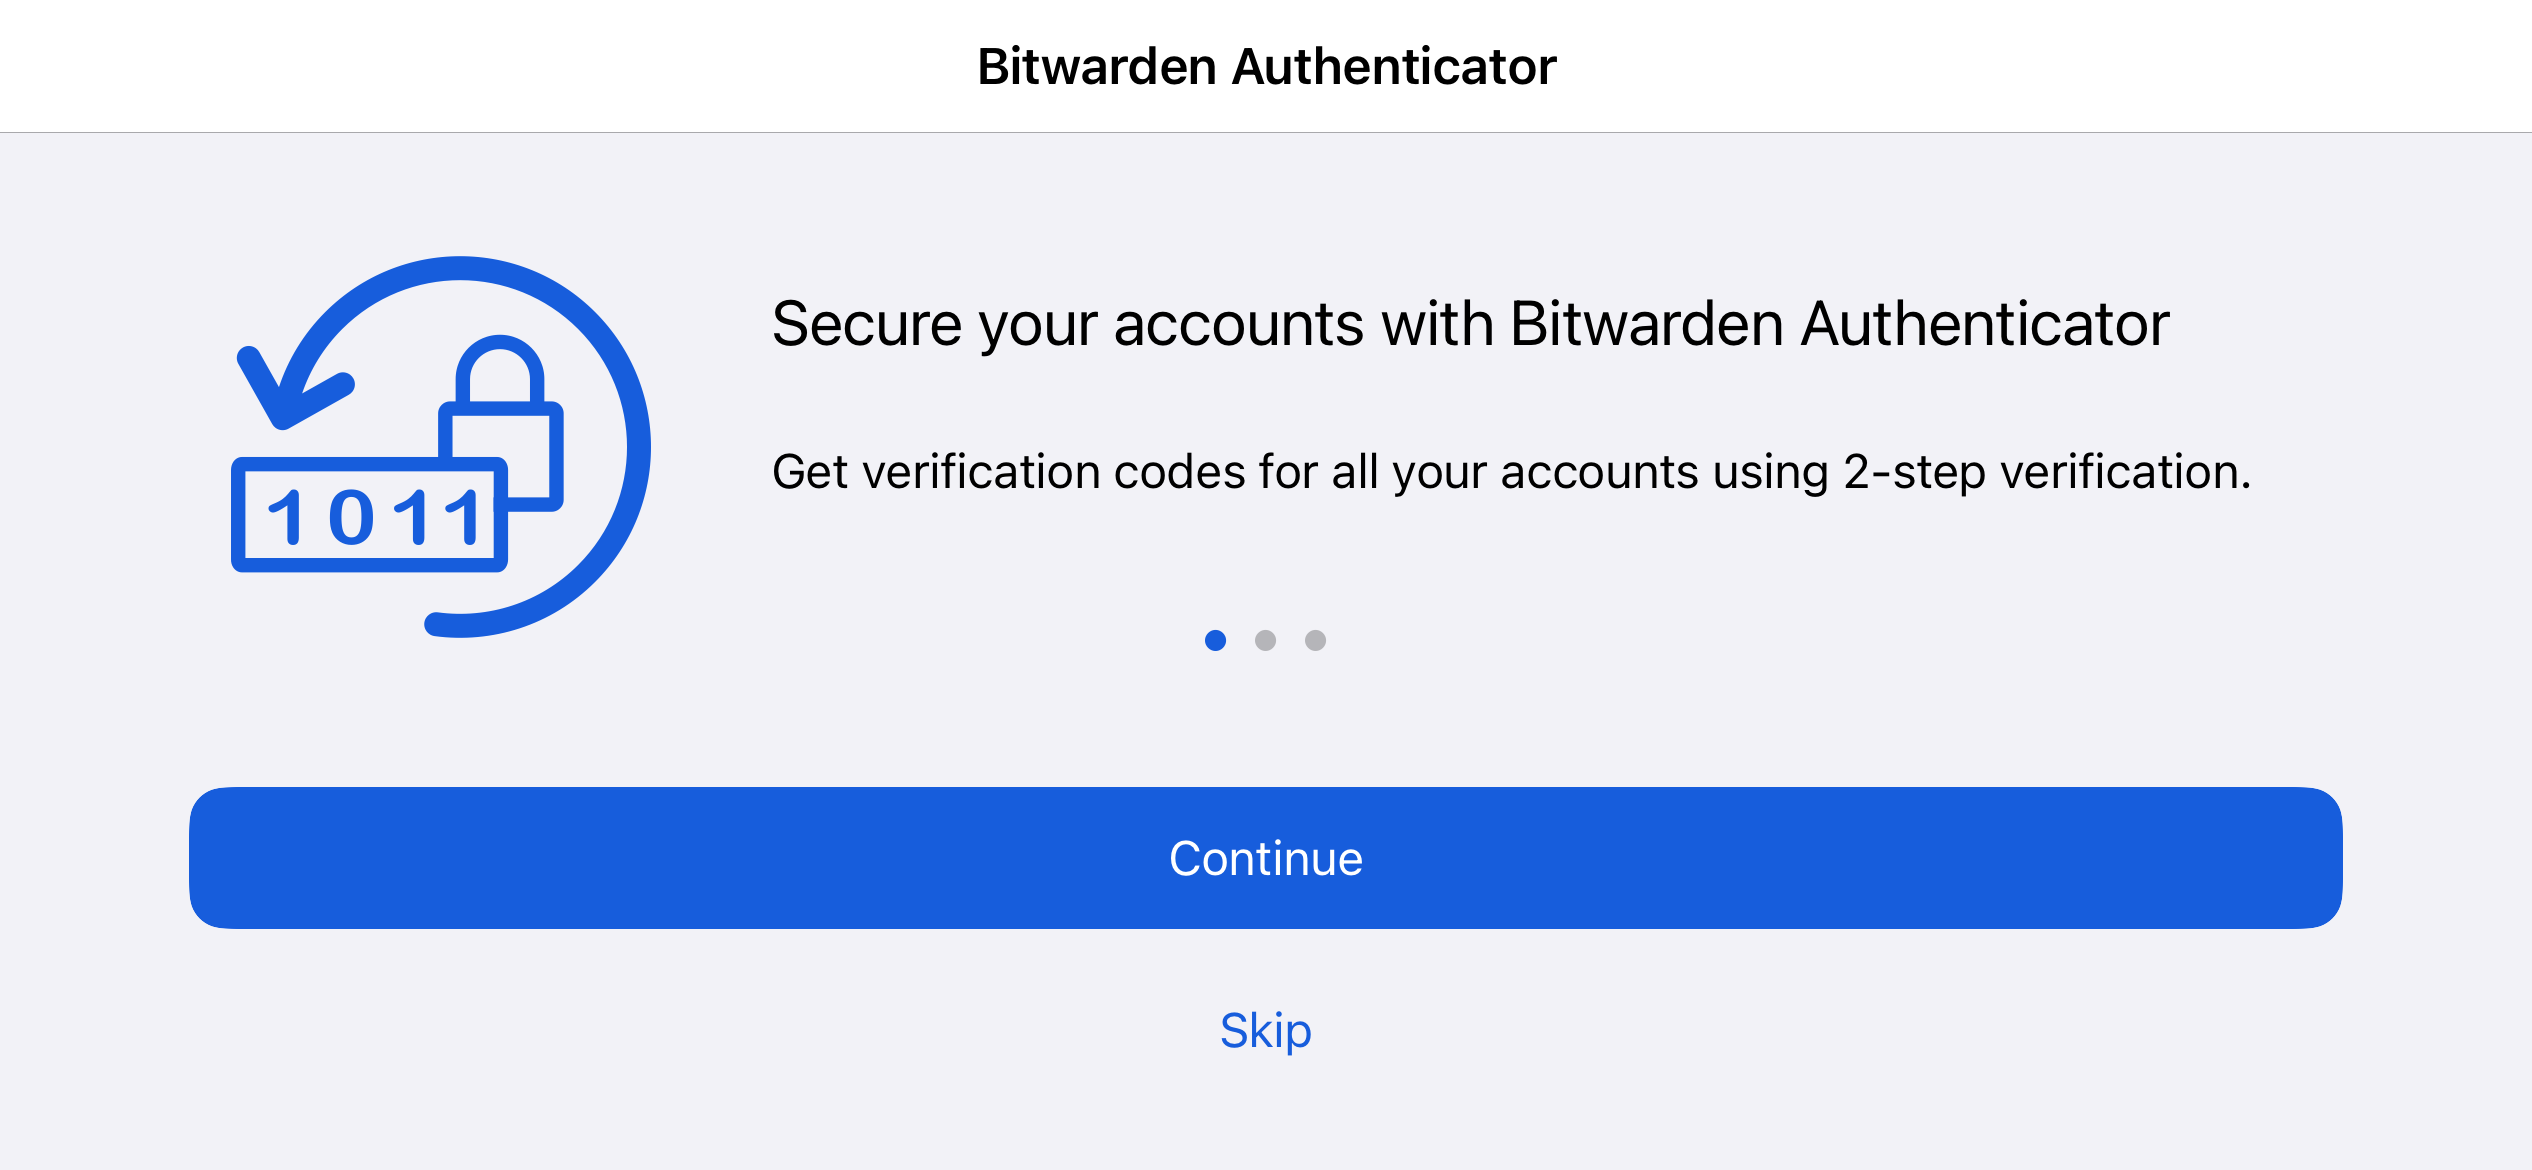 Bitwarden Authenticator
Secure your accounts with Bitwarden Authenticator
Get verification codes for all your accounts using 2-step verification.
1011
Continue
Skip